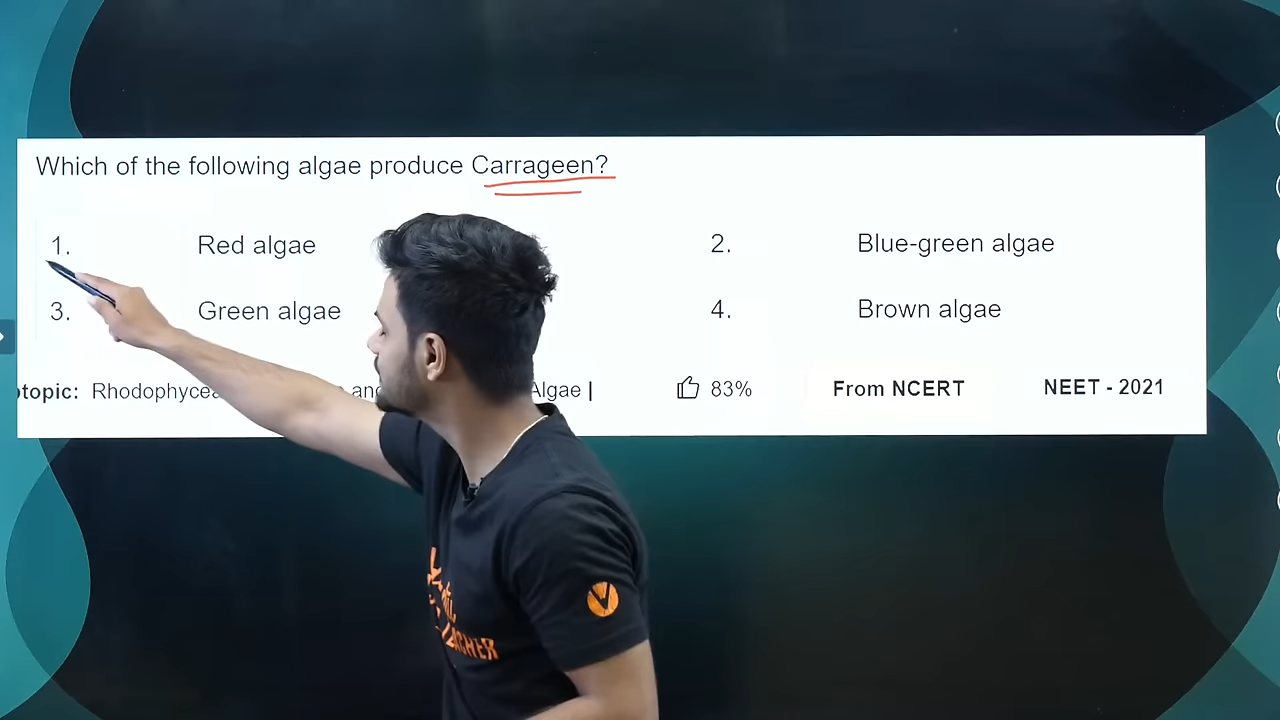 Which of the following algae produce Carrageen?
1. Red algae 2. Blue-green algae
3. Green algae 4. Brown algae
topic: and Algae | 83% From NCERT NEET - 2021